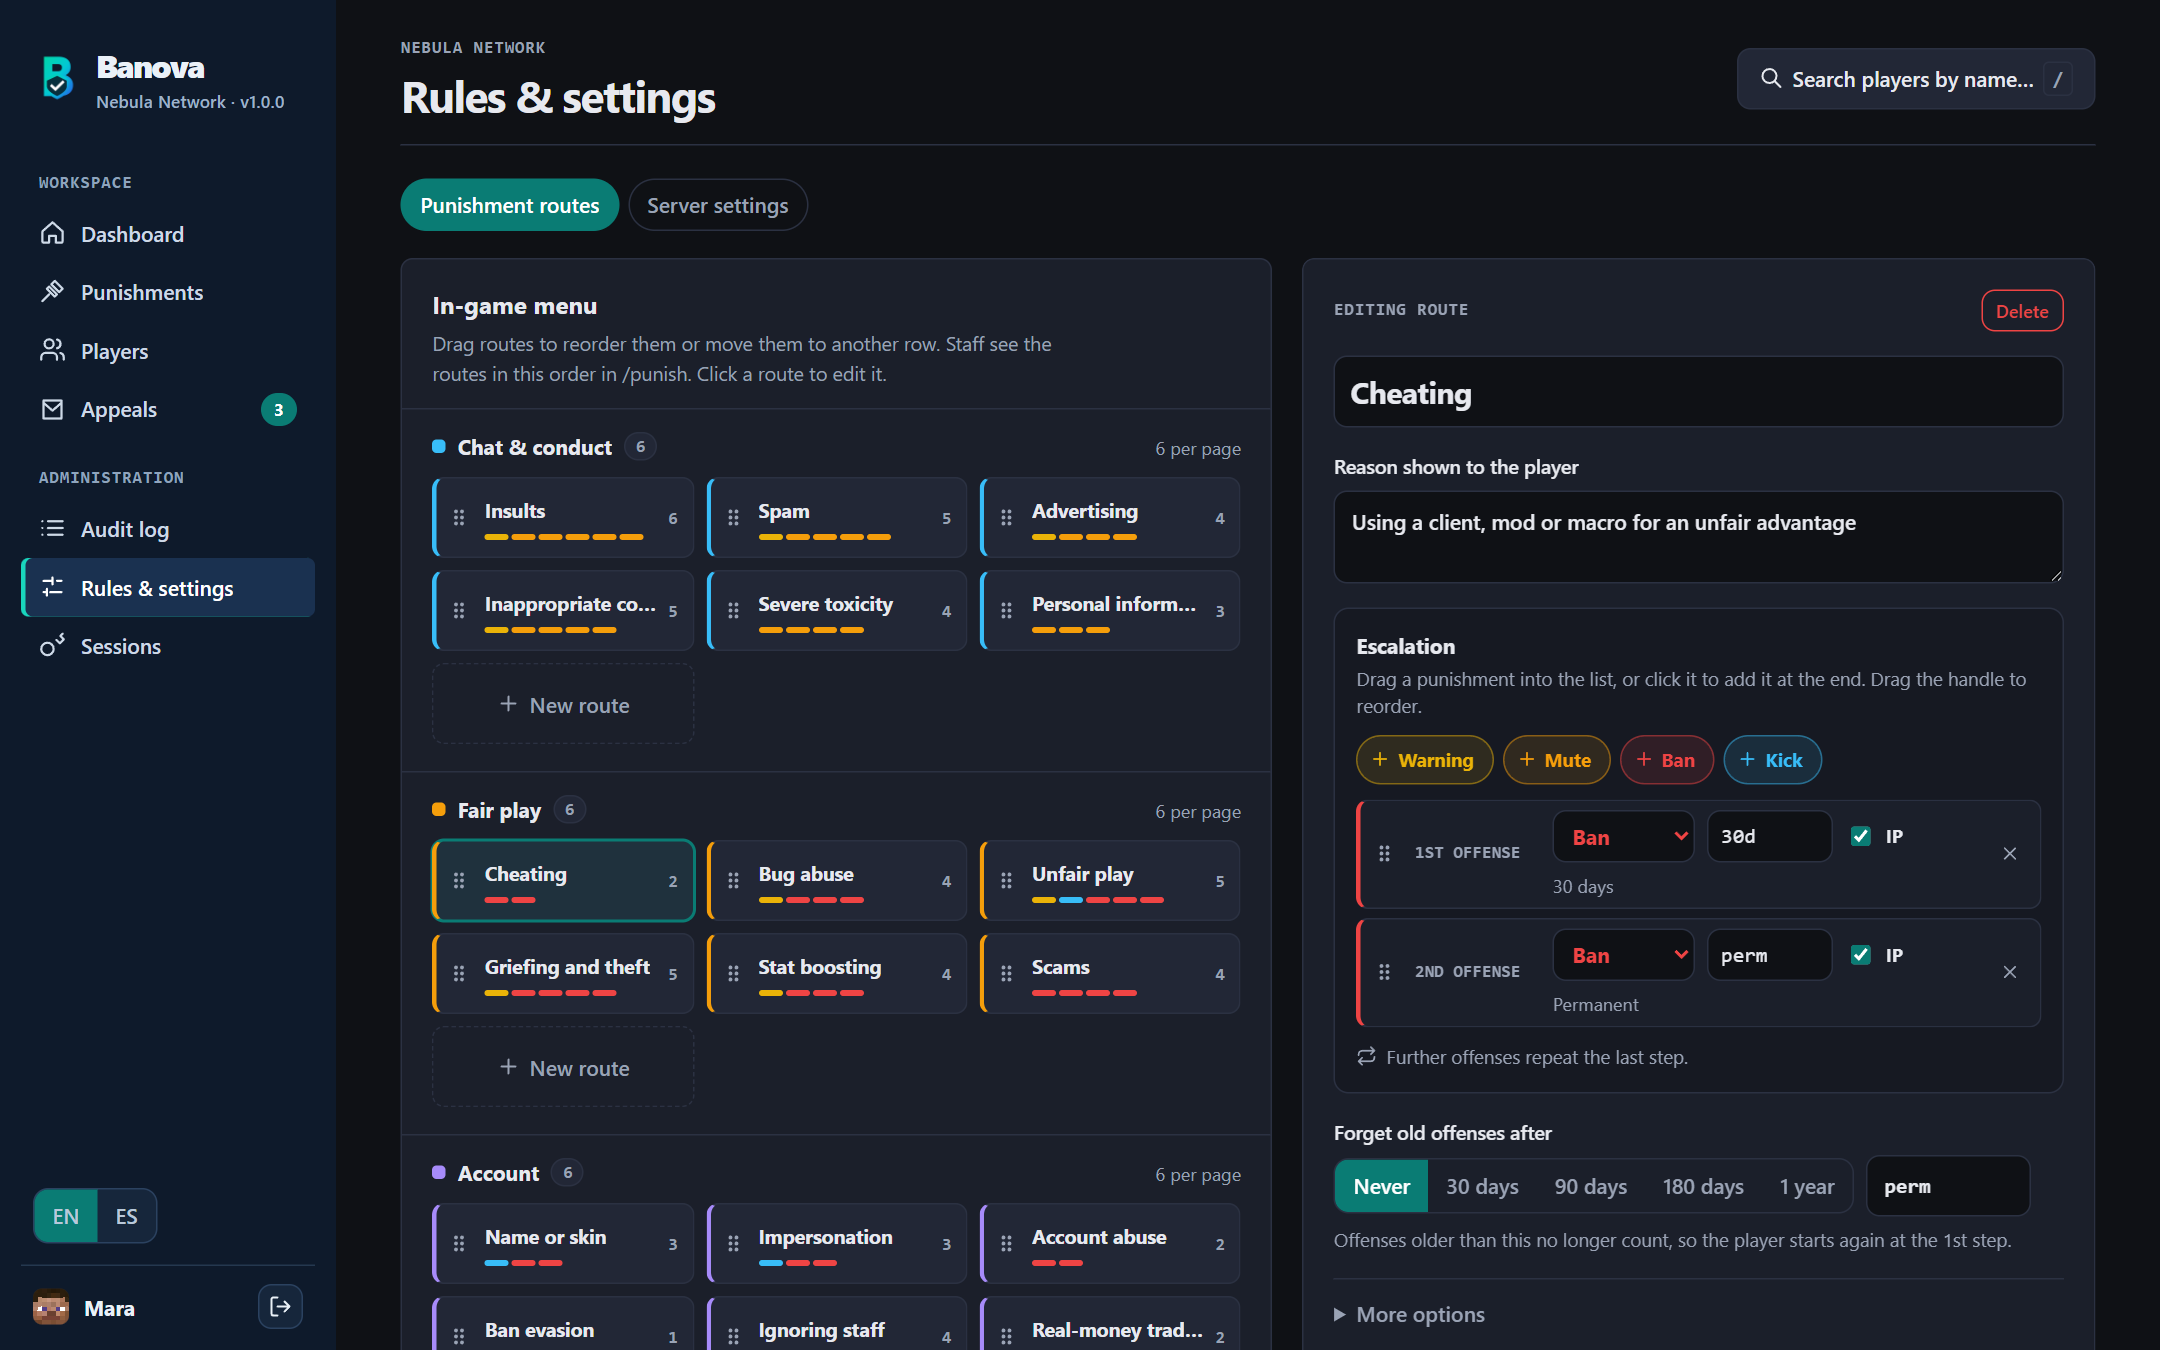 Banova
Nebula Network · v1.0.0
WORKSPACE
Dashboard
Punishments
Players
Appeals 3
ADMINISTRATION
Audit log
Rules & settings
Sessions
EN ES
Mara
NEBULA NETWORK
Rules & settings
Search players by name... /
Punishment routes Server settings
In-game menu
Drag routes to reorder them or move them to another row. Staff see the
routes in this order in /punish. Click a route to edit it.
Chat & conduct 6 6 per page
Insults 6
Spam 5
Advertising 4
Inappropriate co... 5
Severe toxicity 4
Personal inform... 3
+ New route
Fair play 6 6 per page
Cheating 2
Bug abuse 4
Unfair play 5
Griefing and theft 5
Stat boosting 4
Scams 4
+ New route
Account 6 6 per page
Name or skin 3
Impersonation 3
Account abuse 2
Ban evasion 1
Ignoring staff 4
Real-money trad... 2
EDITING ROUTE Delete
Cheating
Reason shown to the player
Using a client, mod or macro for an unfair advantage
Escalation
Drag a punishment into the list, or click it to add it at the end. Drag the handle to
reorder.
+ Warning + Mute + Ban + Kick
1ST OFFENSE Ban 30d IP
30 days
2ND OFFENSE Ban perm IP
Permanent
Further offenses repeat the last step.
Forget old offenses after
Never 30 days 90 days 180 days 1 year perm
Offenses older than this no longer count, so the player starts again at the 1st step.
More options